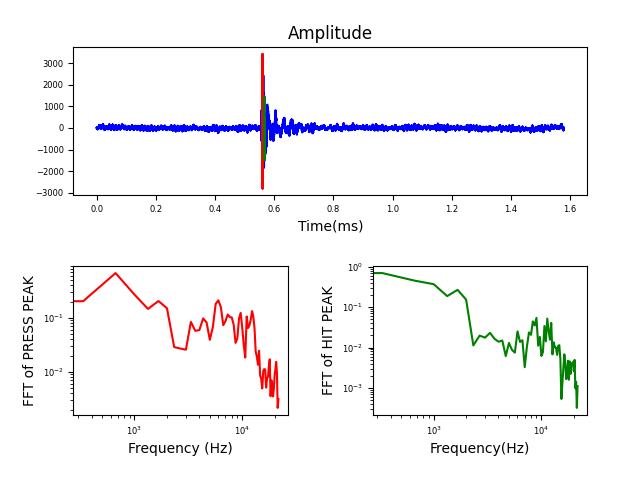 Amplitude
3000
2000
1000
0
−1000
−2000
−3000
0.0 0.2 0.4 0.6 0.8 1.0 1.2 1.4 1.6
Time(ms)
FFT of PRESS PEAK
10⁻¹
10⁻²
10³ 10⁴
Frequency (Hz)
FFT of HIT PEAK
10⁰
10⁻¹
10⁻²
10⁻³
10³ 10⁴
Frequency(Hz)